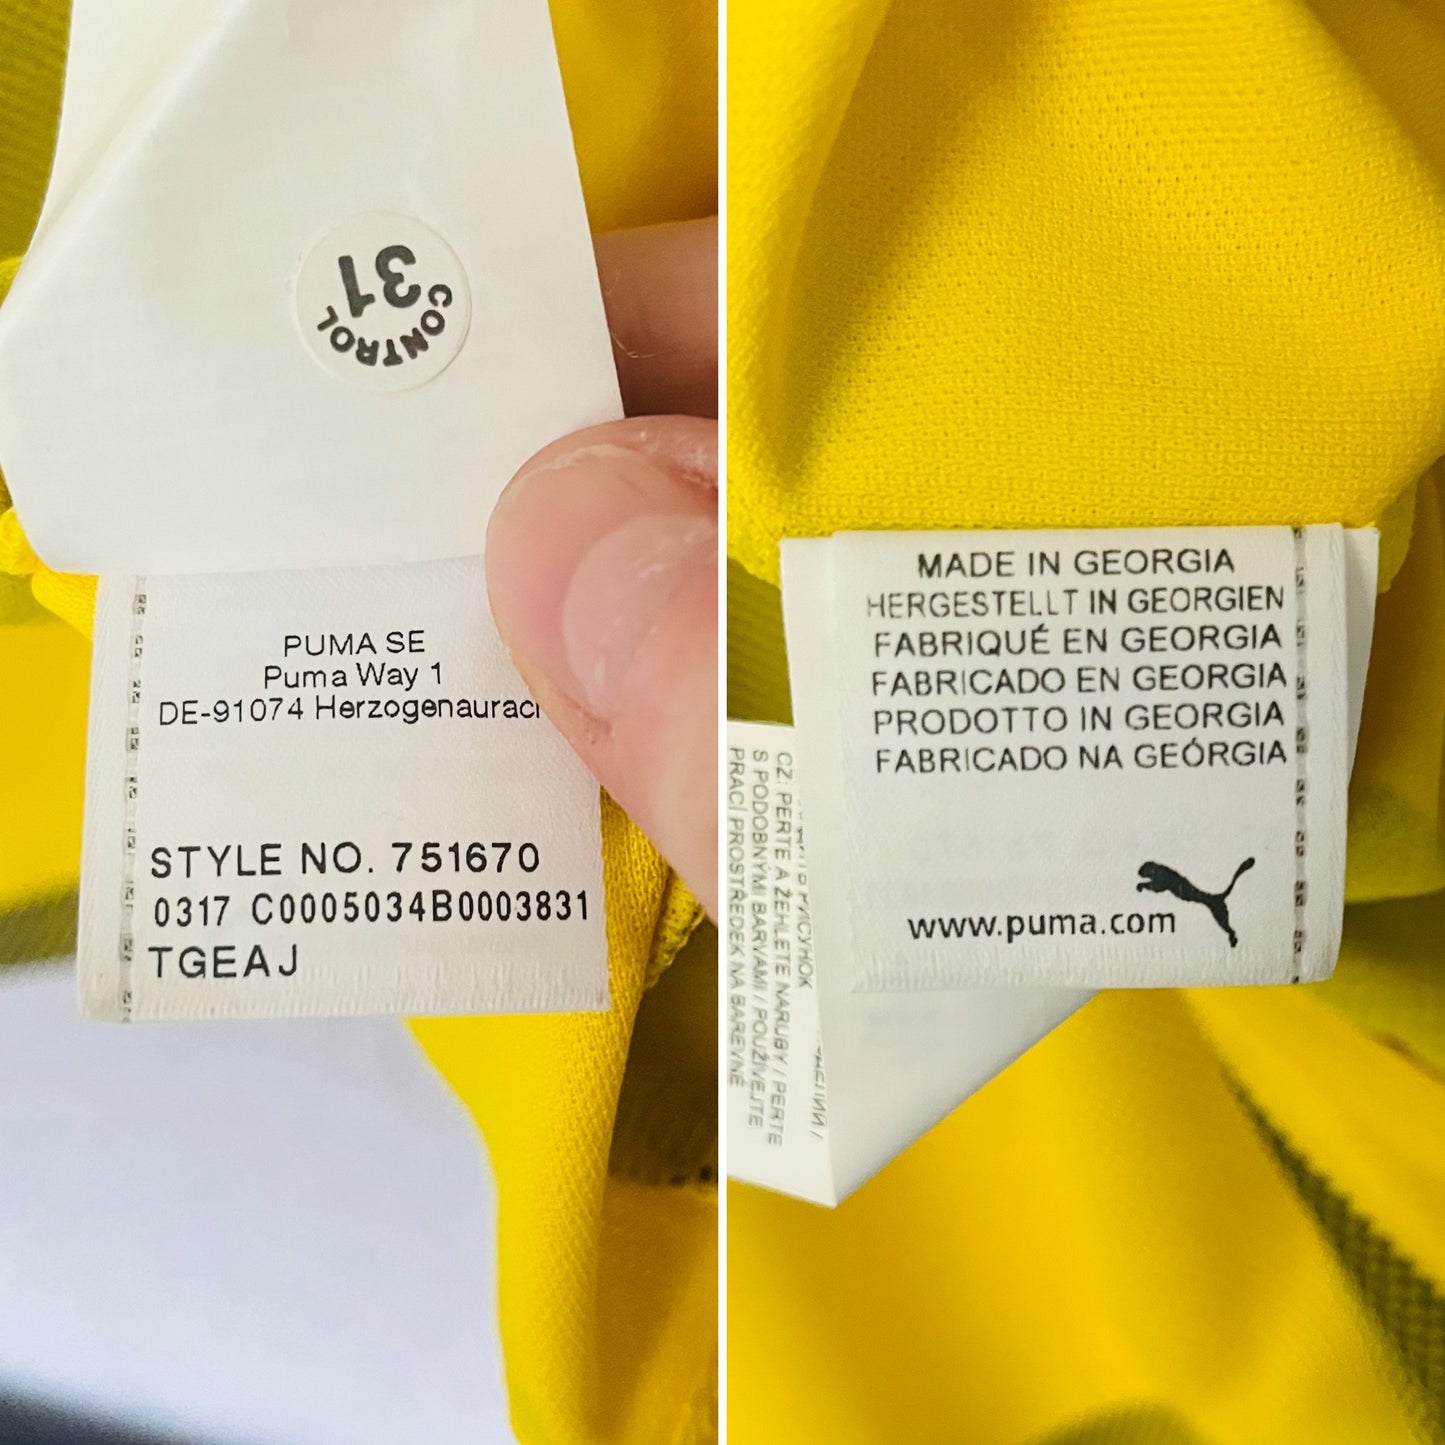 31
CONTROL
PUMA SE
Puma Way 1
DE-91074 Herzogenaurac
STYLE NO. 751670
0317 C0005034B0003831
TGEAJ
MADE IN GEORGIA
HERGESTELLT IN GEORGIEN
FABRIQUÉ EN GEORGIA
FABRICADO EN GEORGIA
PRODOTTO IN GEORGIA
FABRICADO NA GEÓRGIA
www.puma.com
CZ: PERTE A ŽEHLETE NARUBY / PERTE
S PODOBNÝMI BARVAMI / POUŽÍVEJTE
PRACÍ PROSTŘEDEK NA BAREVNÉ